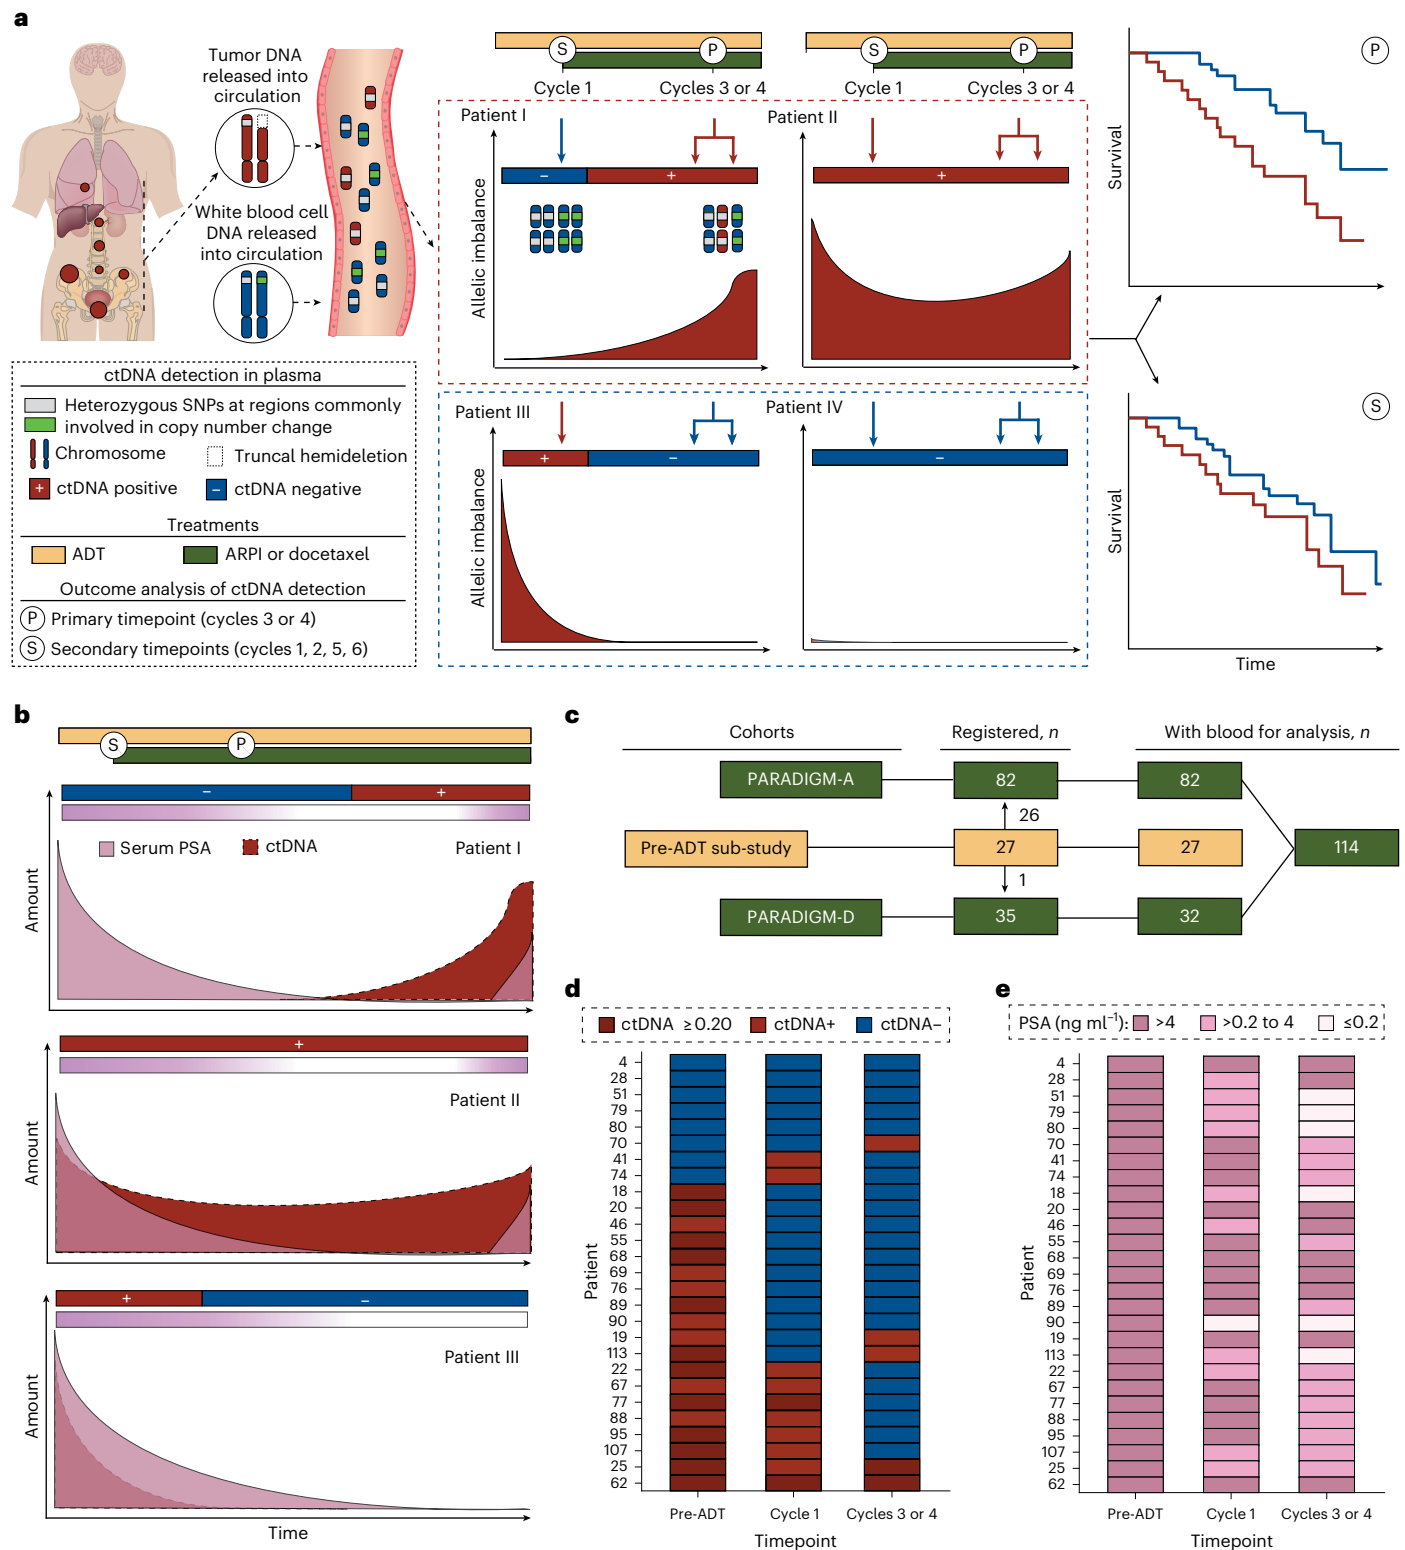 a
Tumor DNA
released into
circulation
White blood cell
DNA released
into circulation
S
P
Cycle 1
Cycles 3 or 4
S
P
Cycle 1
Cycles 3 or 4
Patient I
–
+
Allelic imbalance
Patient II
+
Patient III
+
–
Allelic imbalance
Patient IV
–
P
Survival
S
Survival
Time
ctDNA detection in plasma
Heterozygous SNPs at regions commonly
involved in copy number change
Chromosome
Truncal hemideletion
+ ctDNA positive
– ctDNA negative
Treatments
ADT
ARPI or docetaxel
Outcome analysis of ctDNA detection
P Primary timepoint (cycles 3 or 4)
S Secondary timepoints (cycles 1, 2, 5, 6)
b
S
P
–
+
Serum PSA
ctDNA
Patient I
Amount
+
Patient II
Amount
+
–
Patient III
Amount
Time
c
Cohorts
Registered, n
With blood for analysis, n
PARADIGM-A
82
82
26
Pre-ADT sub-study
27
27
114
1
PARADIGM-D
35
32
d
ctDNA ≥ 0.20
ctDNA+
ctDNA–
4
28
51
79
80
70
41
74
18
20
46
55
68
69
76
89
90
19
113
22
67
77
88
95
107
25
62
Patient
Pre-ADT
Cycle 1
Cycles 3 or 4
Timepoint
e
PSA (ng ml⁻¹):
>4
>0.2 to 4
≤0.2
4
28
51
79
80
70
41
74
18
20
46
55
68
69
76
89
90
19
113
22
67
77
88
95
107
25
62
Patient
Pre-ADT
Cycle 1
Cycles 3 or 4
Timepoint